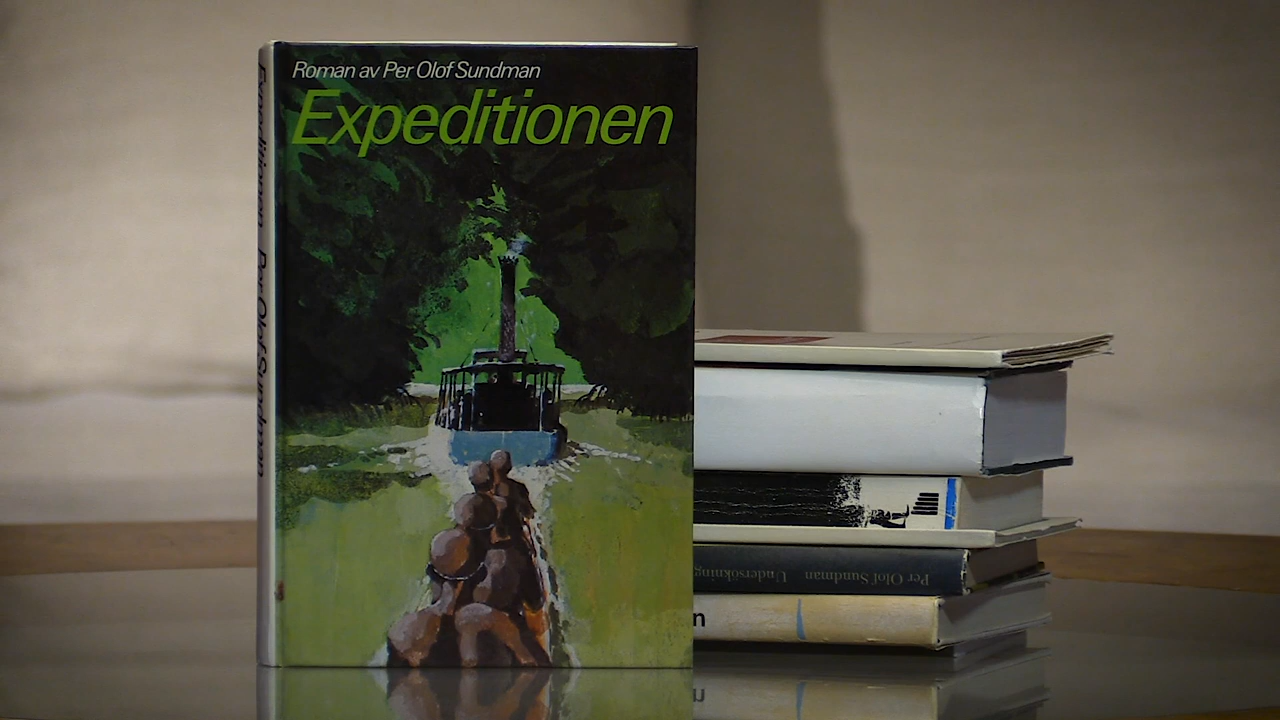 Roman av Per Olof Sundman
Expeditionen
Expeditionen Per Olof Sundman
Per Olof Sundman Undersökning
n